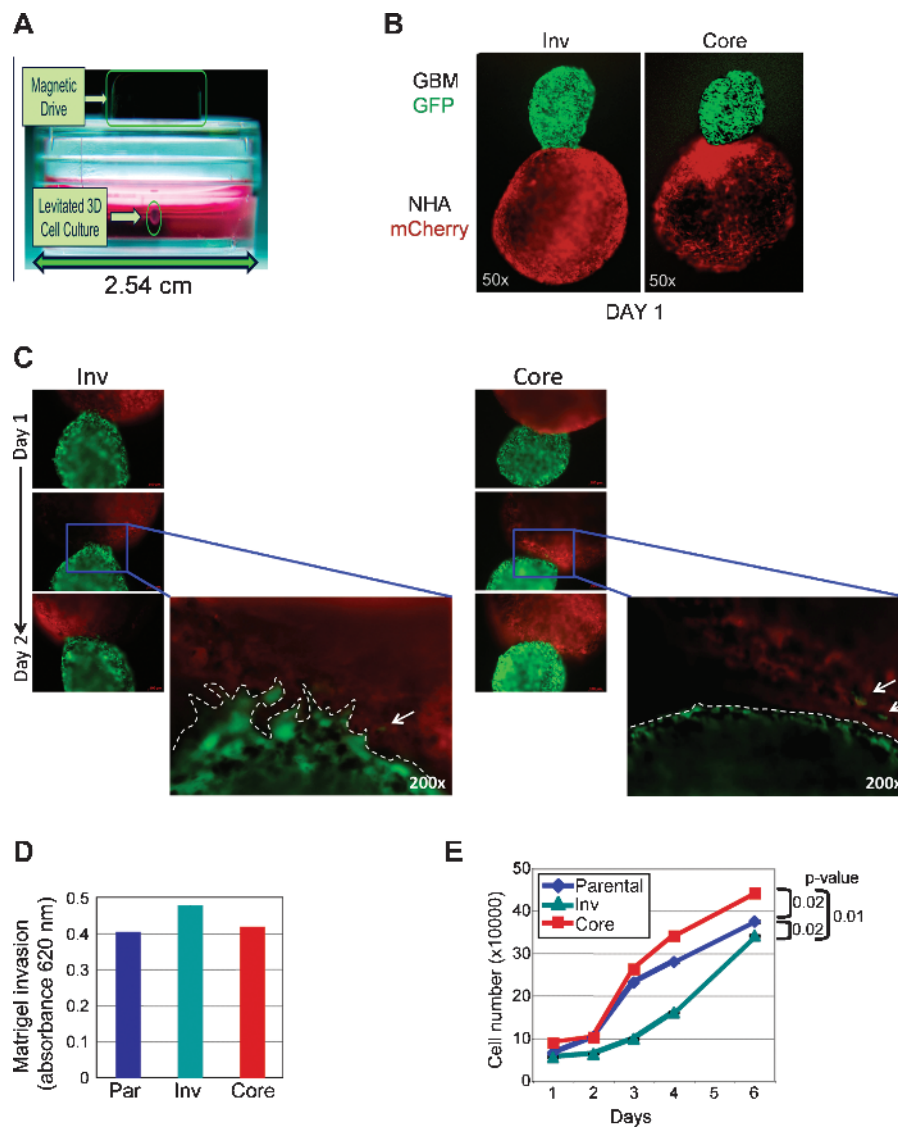 A
Magnetic
Drive
Levitated 3D
Cell Culture
2.54 cm
B
Inv
Core
GBM
GFP
NHA
mCherry
50x
50x
DAY 1
C
Inv
Core
Day 1
Day 2
200x
200x
D
Matrigel invasion
(absorbance 620 nm)
0.5
0.4
0.3
0.2
0.1
0
Par
Inv
Core
E
Cell number (x10000)
50
40
30
20
10
0
Parental
Inv
Core
p-value
0.02
0.02
0.01
1
2
3
4
5
6
Days